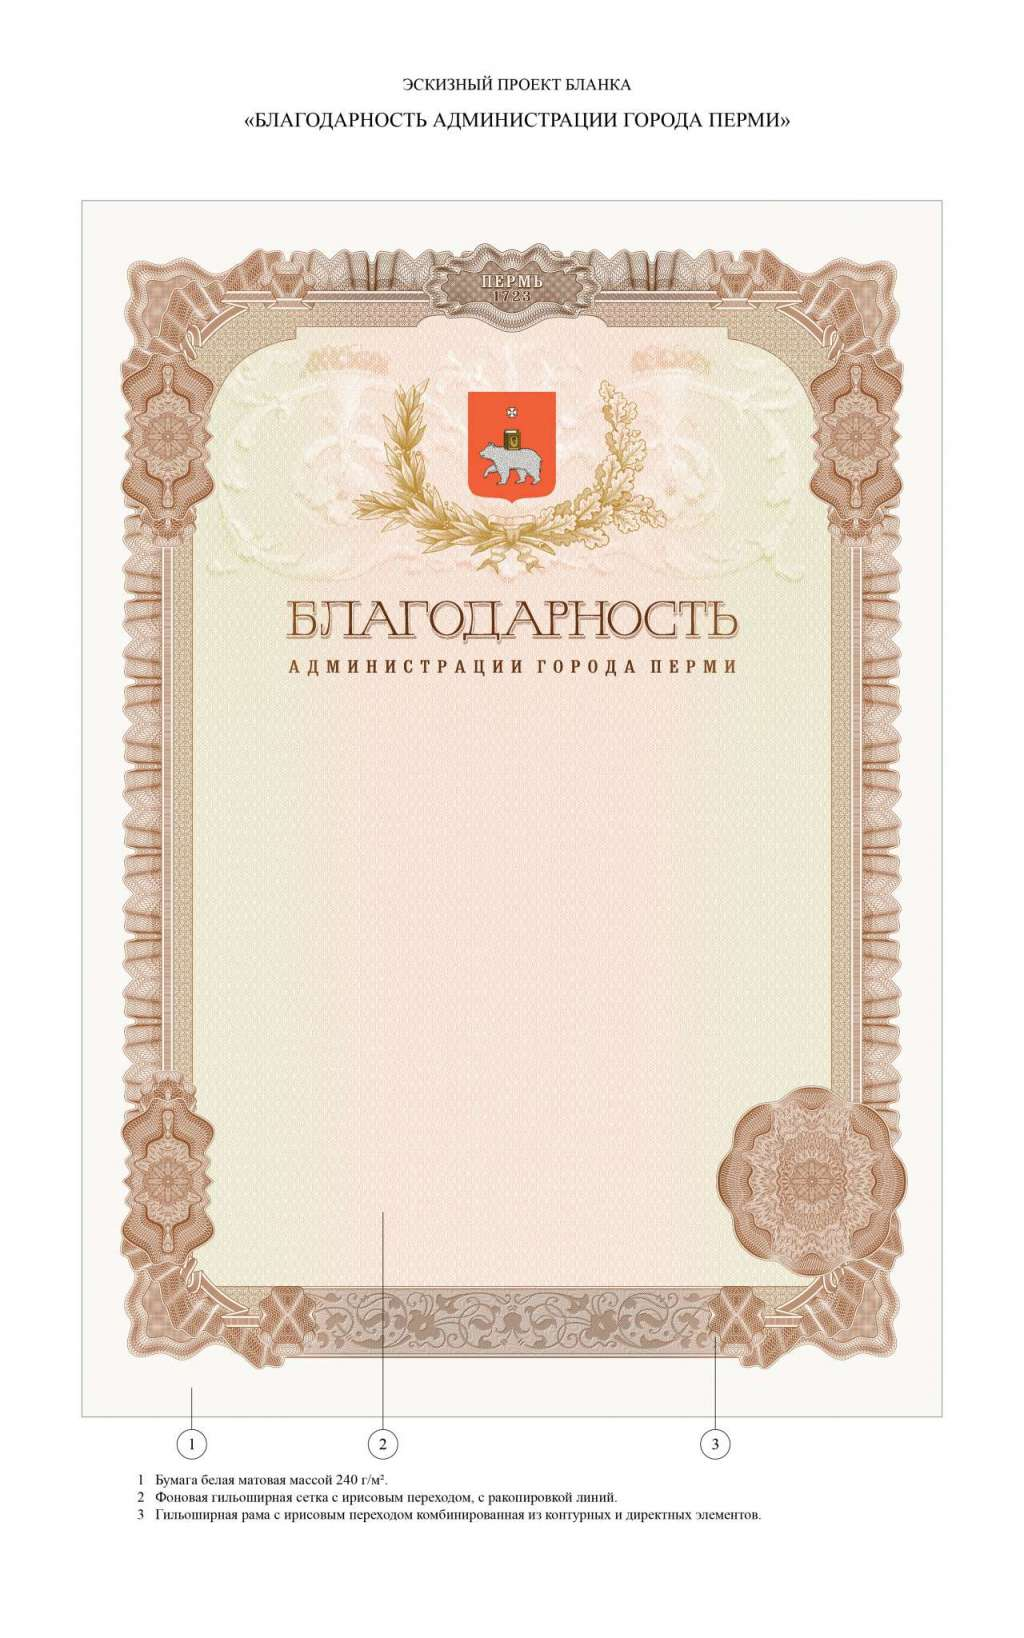 ЭСКИЗНЫЙ ПРОЕКТ БЛАНКА
«БЛАГОДАРНОСТЬ АДМИНИСТРАЦИИ ГОРОДА ПЕРМИ»
ПЕРМЬ
1723
БЛАГОДАРНОСТЬ
АДМИНИСТРАЦИИ ГОРОДА ПЕРМИ
1 2 3
1 Бумага белая матовая массой 240 г/м².
2 Фоновая гильоширная сетка с ирисовым переходом, с ракопировкой линий.
3 Гильоширная рама с ирисовым переходом комбинированная из контурных и директных элементов.